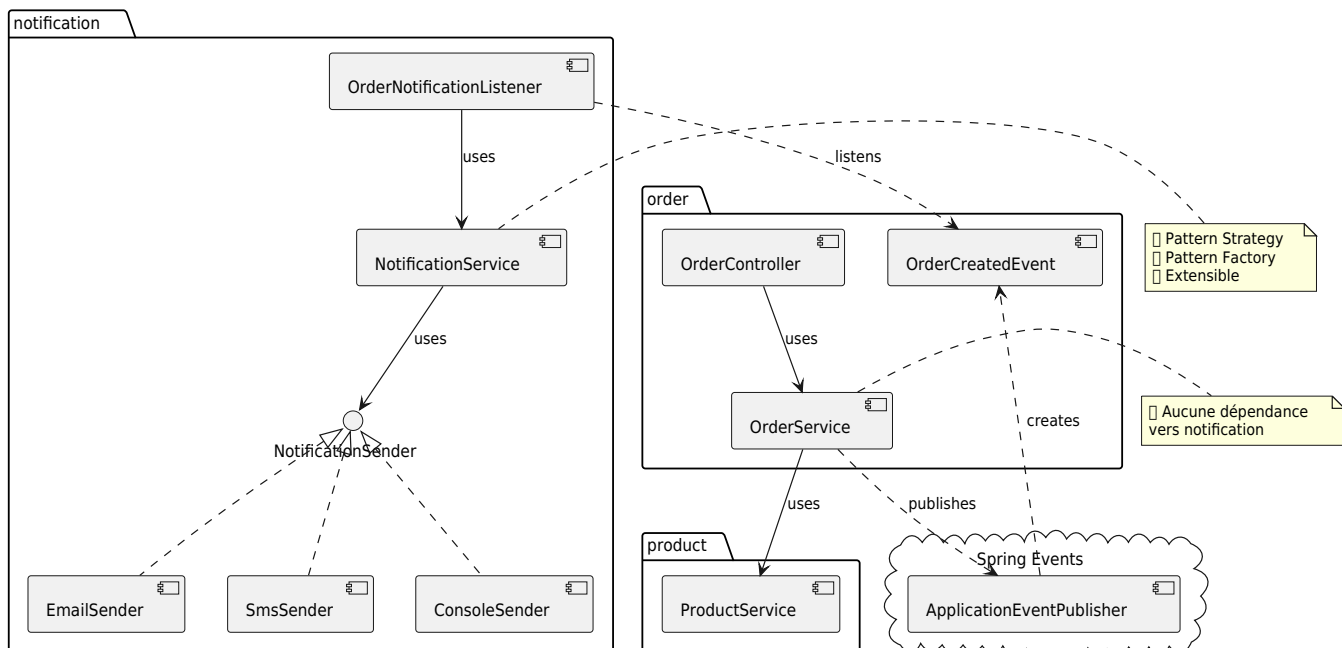 notification
OrderNotificationListener
uses
listens
order
NotificationService
OrderController
OrderCreatedEvent
Pattern Strategy
Pattern Factory
Extensible
uses
uses
NotificationSender
OrderService
creates
Aucune dépendance
vers notification
uses
publishes
product
Spring Events
EmailSender
SmsSender
ConsoleSender
ProductService
ApplicationEventPublisher